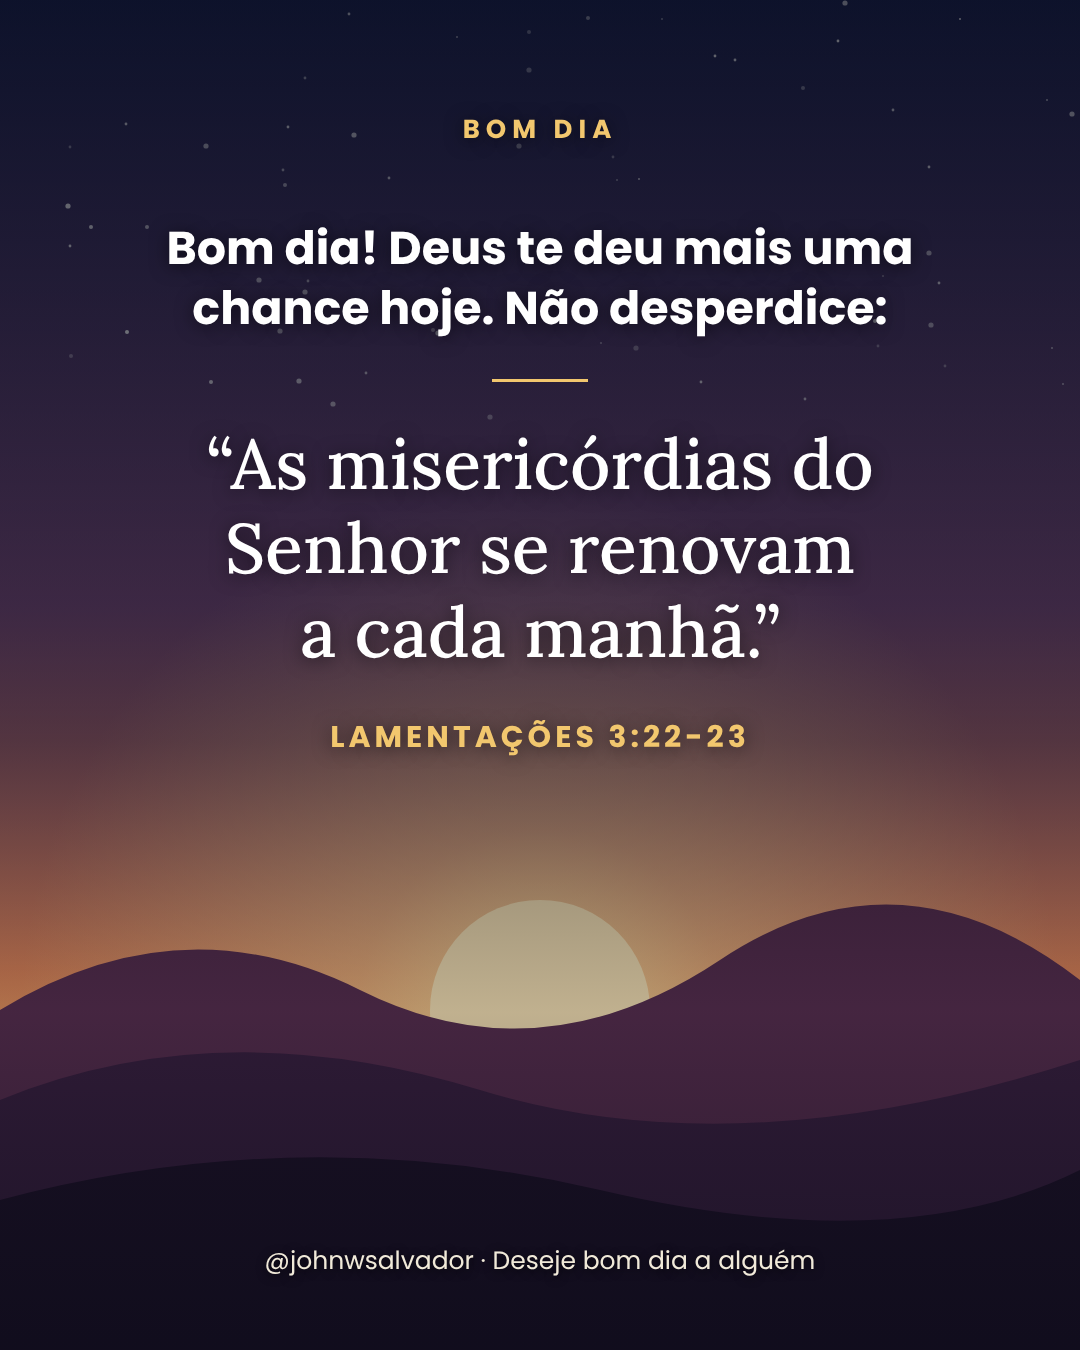 BOM DIA
Bom dia! Deus te deu mais uma
chance hoje. Não desperdice:
“As misericórdias do
Senhor se renovam
a cada manhã.”
LAMENTAÇÕES 3:22-23
@johnwsalvador · Deseje bom dia a alguém